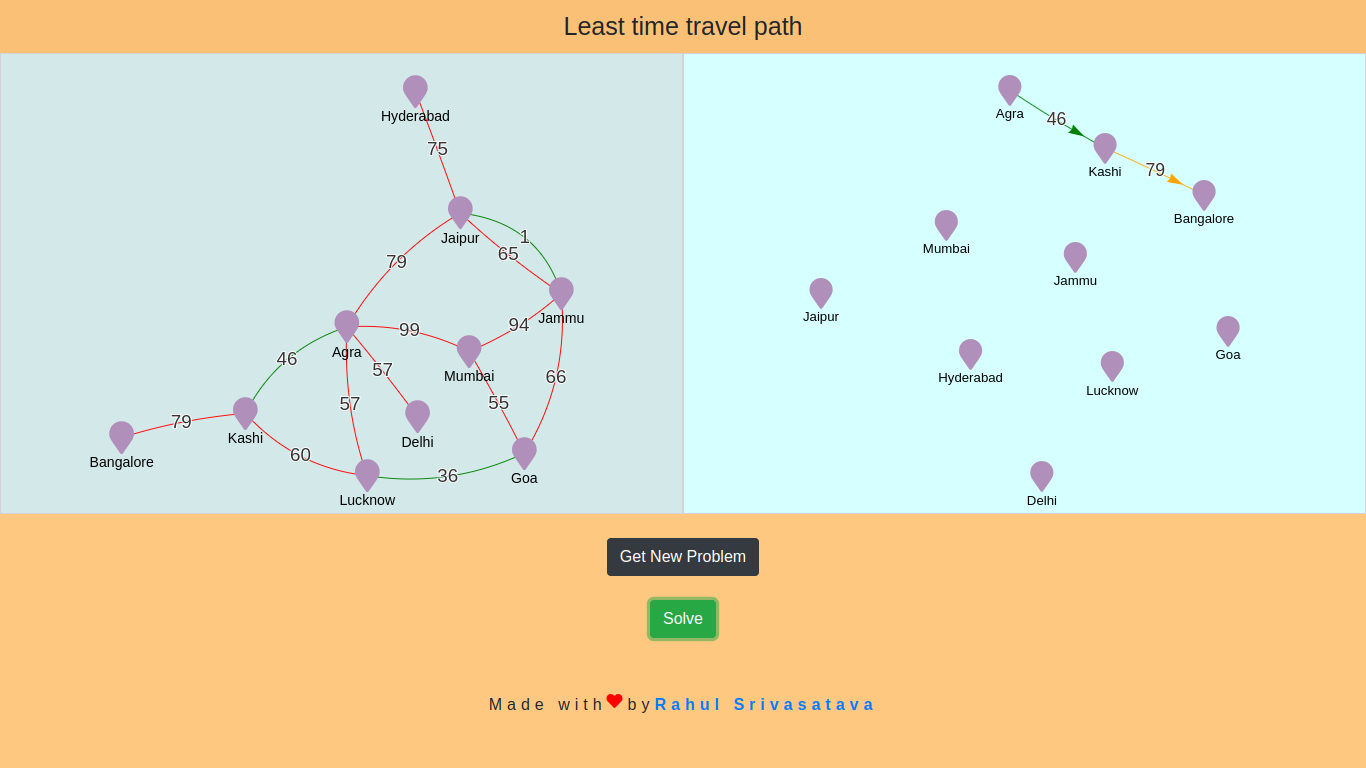 Least time travel path
Hyderabad
75
Jaipur
1
65
79
Jammu
94
99
Agra
Mumbai
46
57
66
57
55
79
Kashi
Delhi
Bangalore
60
36
Goa
Lucknow
Agra
46
Kashi
79
Bangalore
Mumbai
Jammu
Jaipur
Goa
Hyderabad
Lucknow
Delhi
Get New Problem
Solve
Made with❤by Rahul Srivasatava